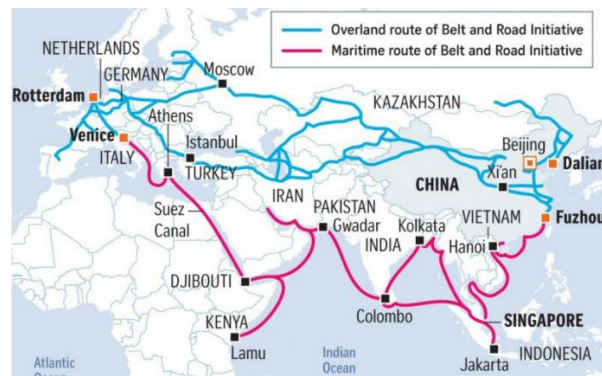 Overland route of Belt and Road Initiative
Maritime route of Belt and Road Initiative
NETHERLANDS
GERMANY
Moscow
Rotterdam
KAZAKHSTAN
Athens
Venice
Istanbul
Beijing
ITALY
TURKEY
Xi'an
Dalian
CHINA
IRAN
PAKISTAN
Suez
Canal
Gwadar
Kolkata
VIETNAM
Fuzhou
INDIA
Hanoi
DJIBOUTI
KENYA
Colombo
SINGAPORE
Lamu
Indian
Ocean
Jakarta
INDONESIA
Atlantic